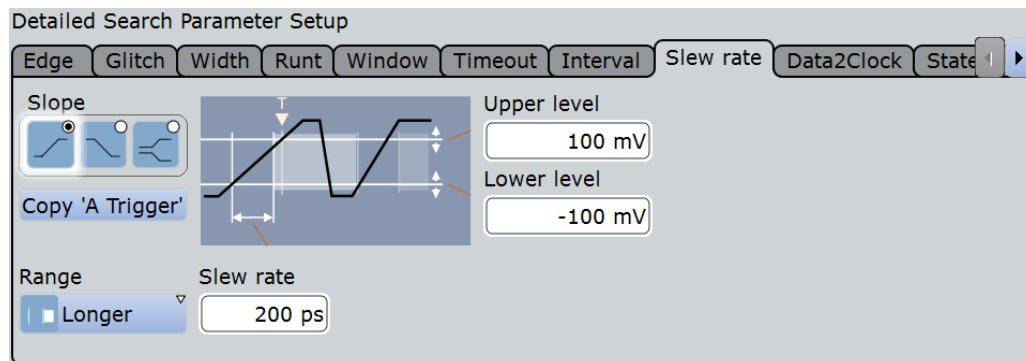 Detailed Search Parameter Setup
Edge Glitch Width Runt Window Timeout Interval Slew rate Data2Clock State
Slope
T
Upper level
100 mV
Lower level
-100 mV
Copy 'A Trigger'
Range
Slew rate
Longer
200 ps